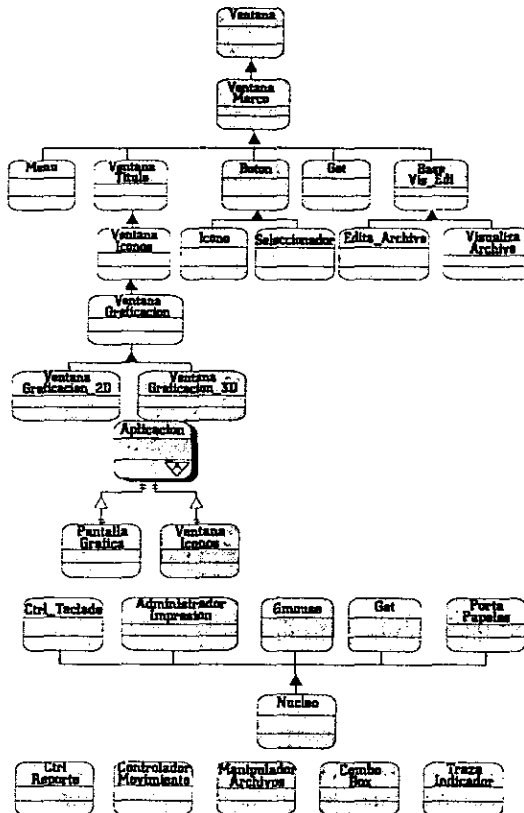 Ventana
Ventana
Marco
Menu
Ventana
Titulo
Boton
Get
Base
Vis_Edi
Ventana
Iconos
Icono
Seleccionador
Edita_Archivo
Visualiza
Archivo
Ventana
Graficacion
Ventana
Graficacion_2D
Ventana
Graficacion_3D
Aplicacion
A
Pantalla
Grafica
Ventana
Iconos
Ctrl_Teclado
Administrador
Impresion
Gmouse
Get
Porta
Papeles
Nucleo
Ctrl
Reporte
Controlador
Movimiento
Manipulador
Archivos
Combo
Box
Traza
Indicador